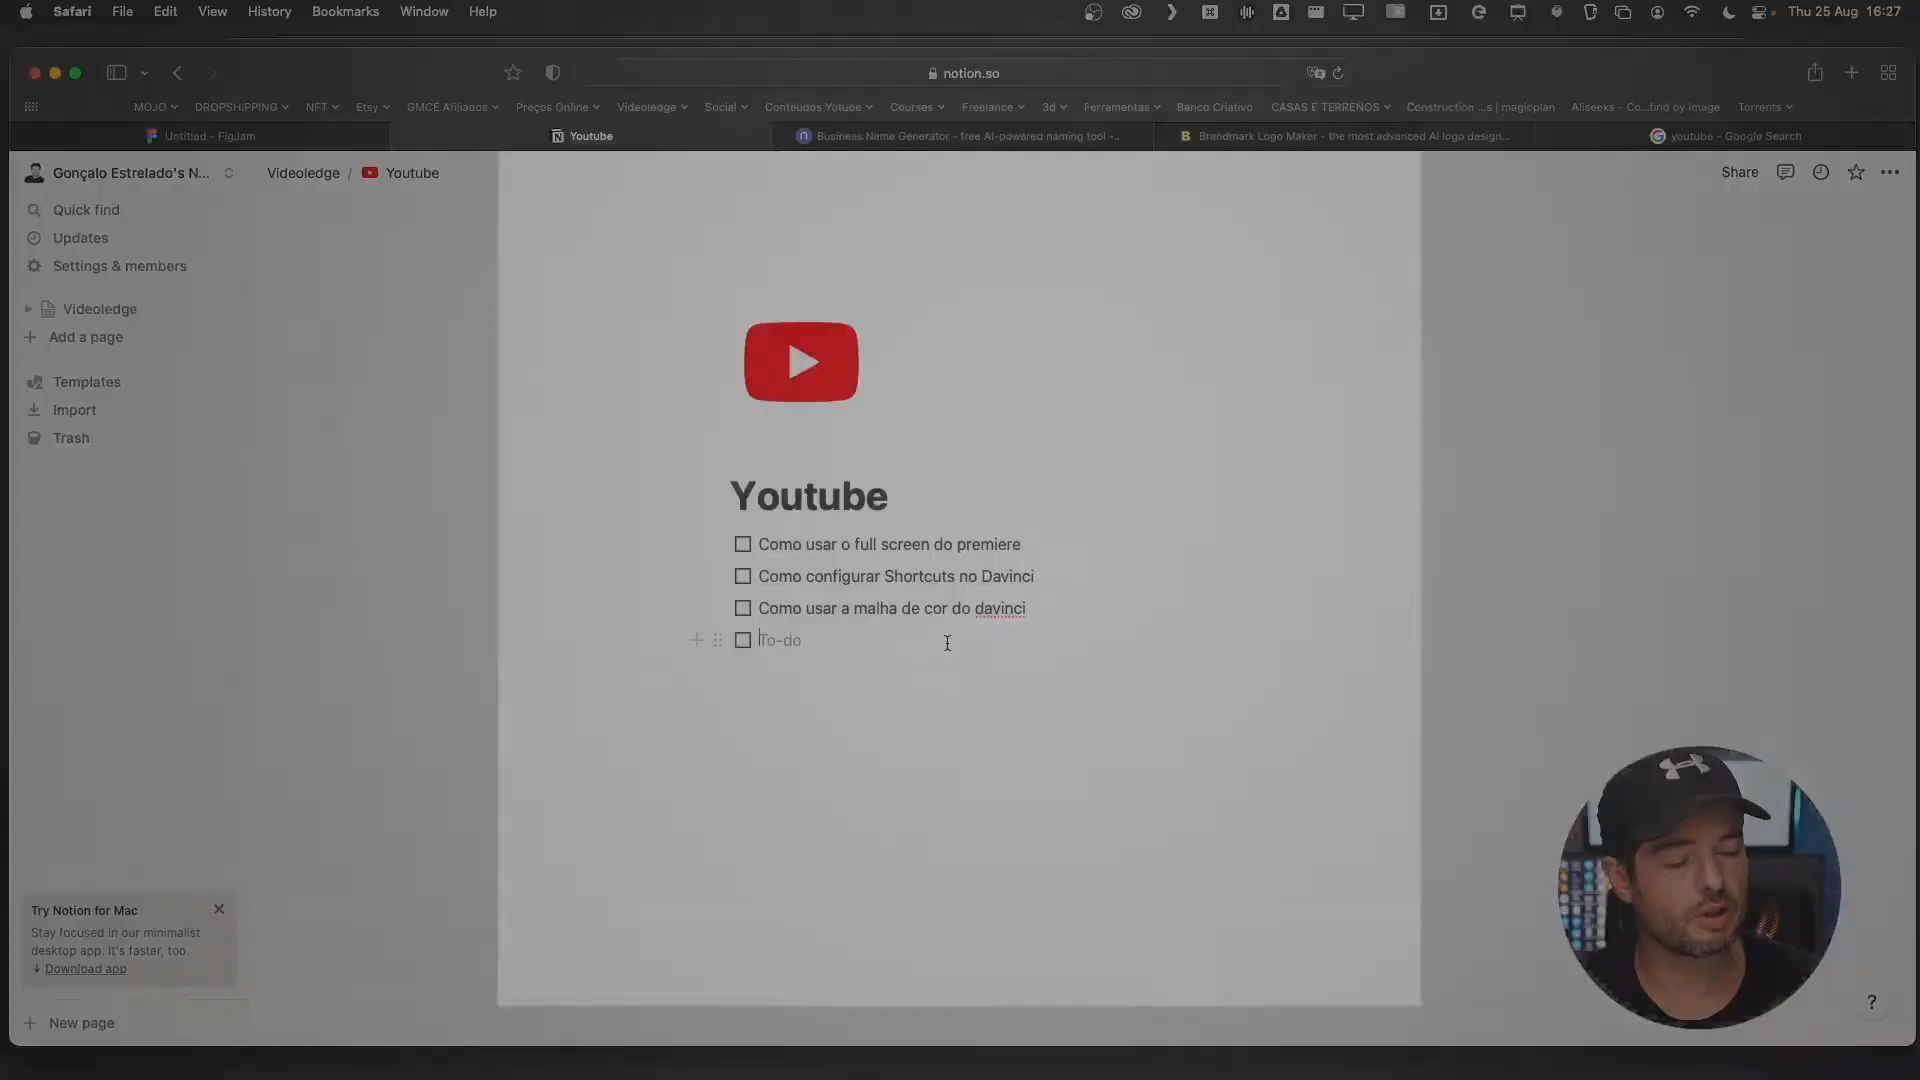 Safari File Edit View History Bookmarks Window Help Thu 25 Aug 16:27
notion.so
MOJO DROPSHIPPING NFT Etsy GMCE Afiliados Preços Online Videoledge Social Conteudos Yotube Courses Freelance 3d Ferramentas Banco Criativo CASAS E TERRENOS Construction ...s | magicplan Aliseeks - Co...find by image Torrents
Untitled - FigJam Youtube Business Name Generator - free AI-powered naming tool -... Brandmark Logo Maker - the most advanced AI logo design... youtube - Google Search
Gonçalo Estrelado's N... Videoledge / Youtube Share
Quick find
Updates
Settings & members
Videoledge
Add a page
Templates
Import
Trash
Youtube
Como usar o full screen do premiere
Como configurar Shortcuts no Davinci
Como usar a malha de cor do davinci
To-do
Try Notion for Mac
Stay focused in our minimalist
desktop app. It's faster, too.
Download app
New page
?